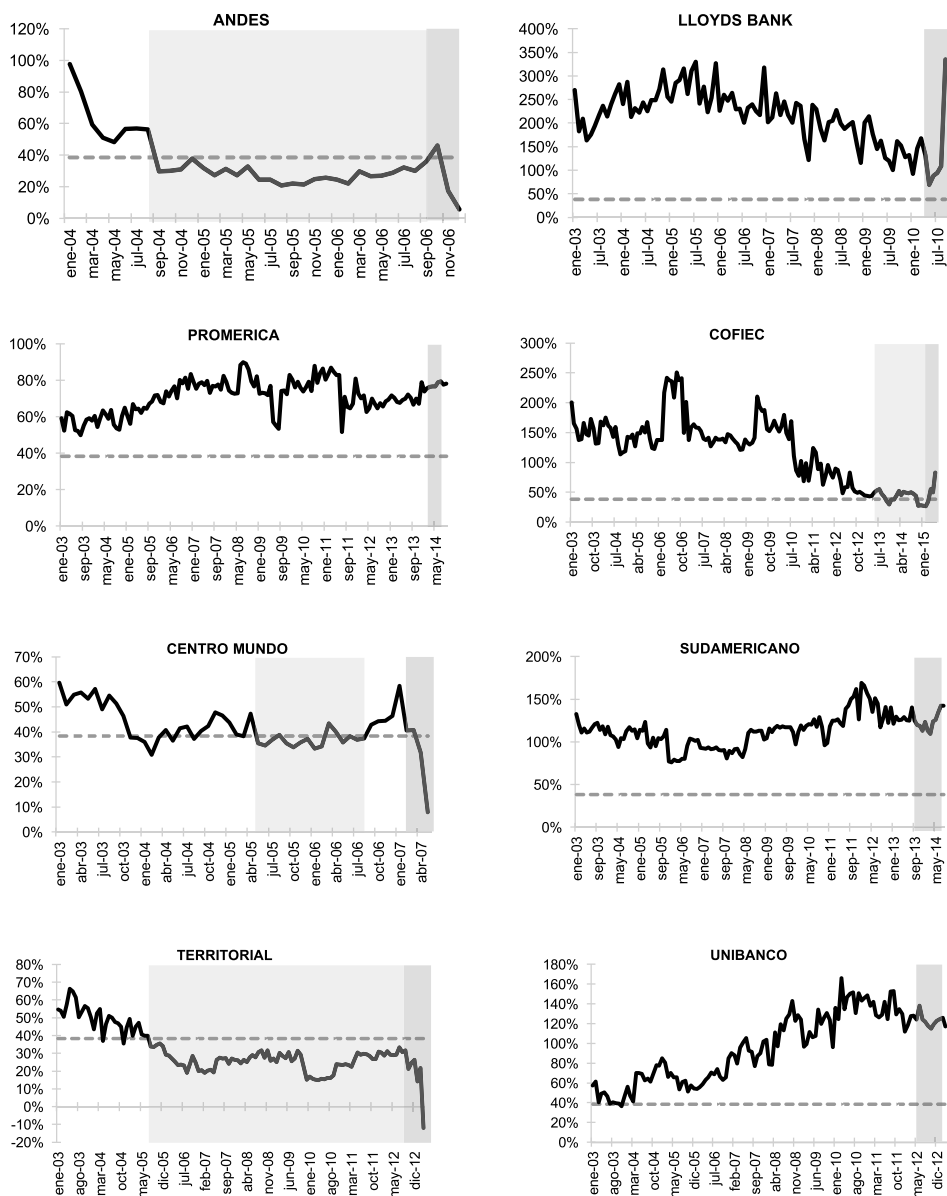 ANDES
120%
100%
80%
60%
40%
20%
0%
ene-04
mar-04
may-04
jul-04
sep-04
nov-04
ene-05
mar-05
may-05
jul-05
sep-05
nov-05
ene-06
mar-06
may-06
jul-06
sep-06
nov-06
LLOYDS BANK
400%
350%
300%
250%
200%
150%
100%
50%
0%
ene-03
jul-03
ene-04
jul-04
ene-05
jul-05
ene-06
jul-06
ene-07
jul-07
ene-08
jul-08
ene-09
jul-09
ene-10
jul-10
PROMERICA
100%
80%
60%
40%
20%
0%
ene-03
sep-03
may-04
ene-05
sep-05
may-06
ene-07
sep-07
may-08
ene-09
sep-09
may-10
ene-11
sep-11
may-12
ene-13
sep-13
may-14
COFIEC
300%
250%
200%
150%
100%
50%
0%
ene-03
oct-03
jul-04
abr-05
ene-06
oct-06
jul-07
abr-08
ene-09
oct-09
jul-10
abr-11
ene-12
oct-12
jul-13
abr-14
ene-15
CENTRO MUNDO
70%
60%
50%
40%
30%
20%
10%
0%
ene-03
abr-03
jul-03
oct-03
ene-04
abr-04
jul-04
oct-04
ene-05
abr-05
jul-05
oct-05
ene-06
abr-06
jul-06
oct-06
ene-07
abr-07
SUDAMERICANO
200%
150%
100%
50%
0%
ene-03
sep-03
may-04
ene-05
sep-05
may-06
ene-07
sep-07
may-08
ene-09
sep-09
may-10
ene-11
sep-11
may-12
ene-13
sep-13
may-14
TERRITORIAL
80%
70%
60%
50%
40%
30%
20%
10%
0%
-10%
-20%
ene-03
ago-03
mar-04
oct-04
may-05
dic-05
jul-06
feb-07
sep-07
abr-08
nov-08
jun-09
ene-10
ago-10
mar-11
oct-11
may-12
dic-12
UNIBANCO
180%
160%
140%
120%
100%
80%
60%
40%
20%
0%
ene-03
ago-03
mar-04
oct-04
may-05
dic-05
jul-06
feb-07
sep-07
abr-08
nov-08
jun-09
ene-10
ago-10
mar-11
oct-11
may-12
dic-12